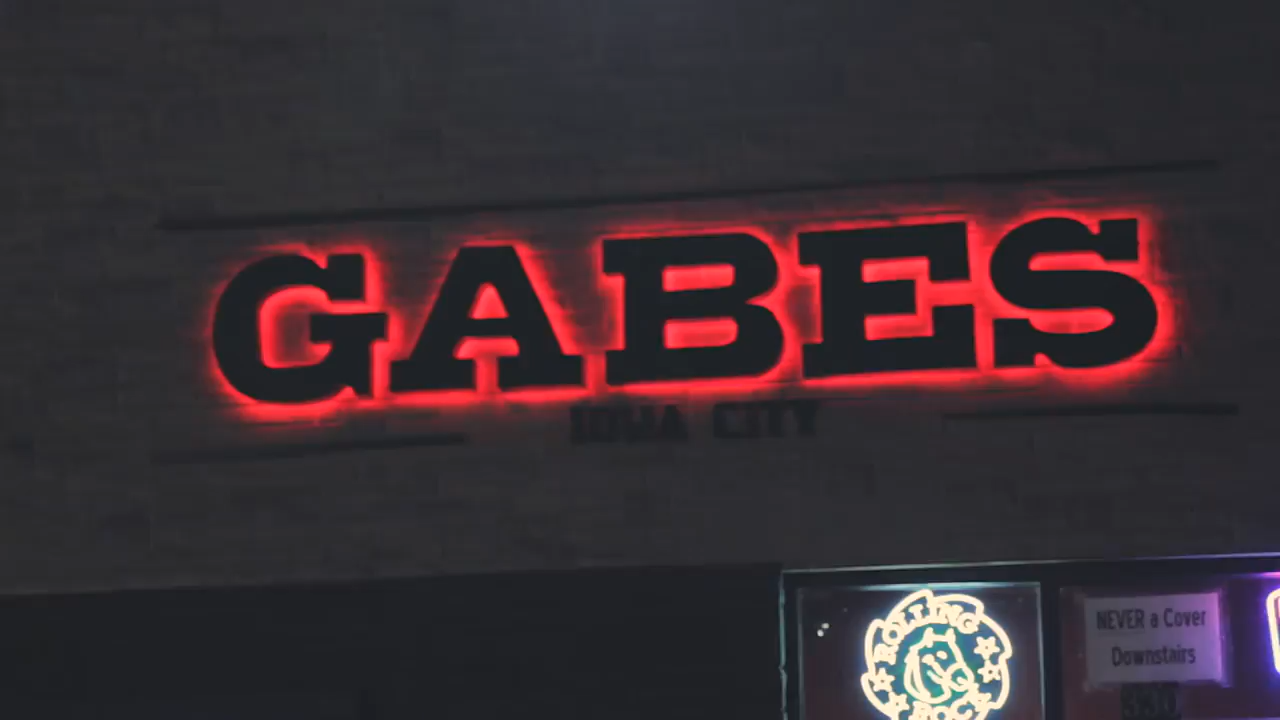 GABES
IOWA CITY
ROLLING
ROCK
NEVER a Cover
Downstairs